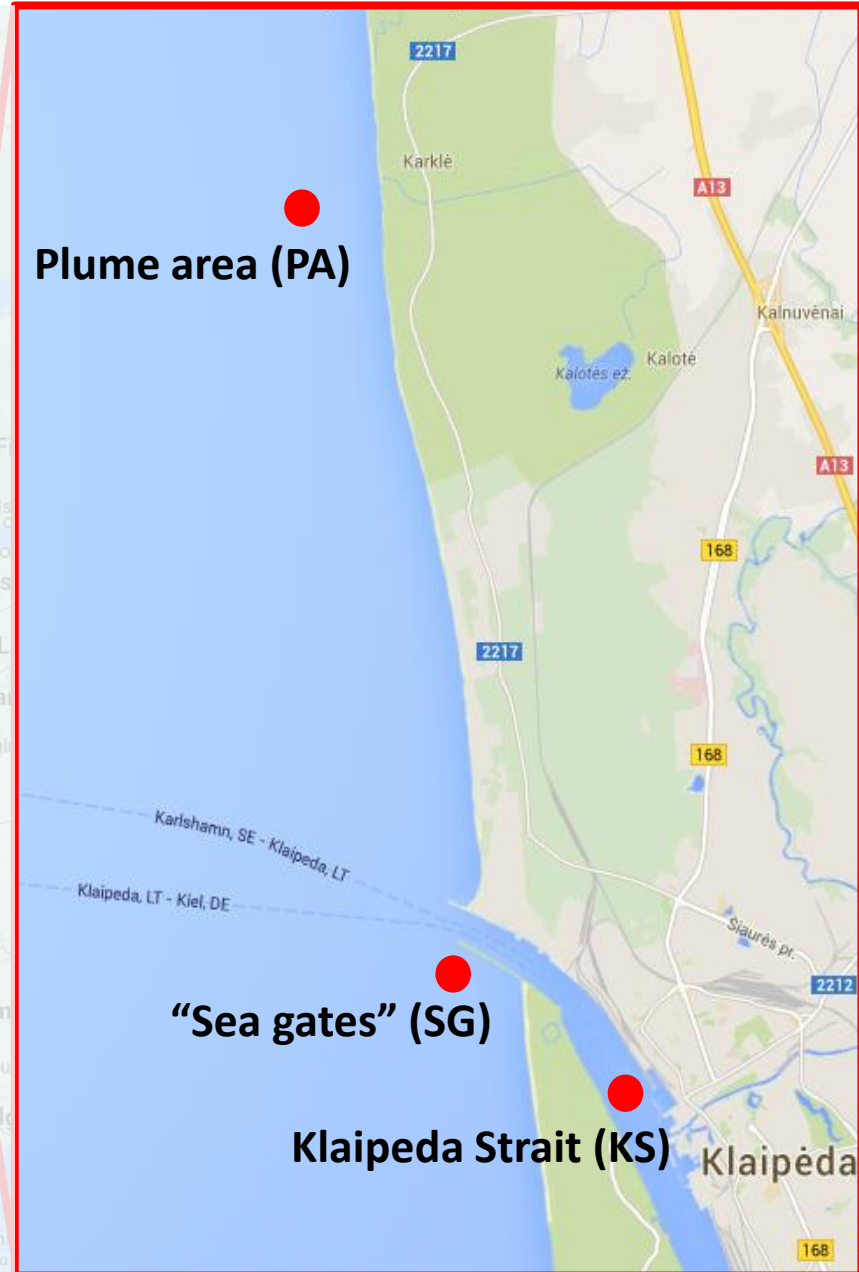 2217
Karklė
A13
Plume area (PA)
Kalnuvėnai
Kalotė
Kalotės ež.
A13
168
2217
168
Karlshamn, SE - Klaipeda, LT
Klaipeda, LT - Kiel, DE
Šiaurės pr.
"Sea gates" (SG)
2212
Klaipeda Strait (KS)
Klaipėda
168